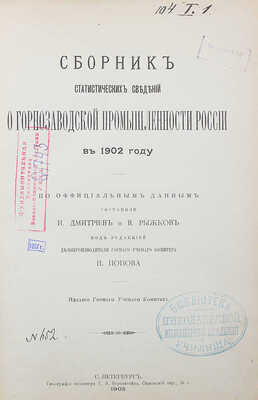 104 I.1.
СБОРНИКЪ
СТАТИСТИЧЕСКИХЪ СВѢДѢНІЙ
О ГОРНОЗАВОДСКОЙ ПРОМЫШЛЕННОСТИ РОССІИ
въ 1902 году
ПО ОФФИЦІАЛЬНЫМЪ ДАННЫМЪ
СОСТАВИЛИ
И. ДМИТРІЕВЪ и В. РЫЖКОВЪ
ПОДЪ РЕДАКЦІЕЙ
ДѢЛОПРОИЗВОДИТЕЛЯ ГОРНАГО УЧЕНАГО КОМИТЕТА
И. ПОПОВА
Изданіе Горнаго Ученаго Комитета.
№ 652
БИБЛІОТЕКА
С. ПЕТЕРБУРГЪ.
1905